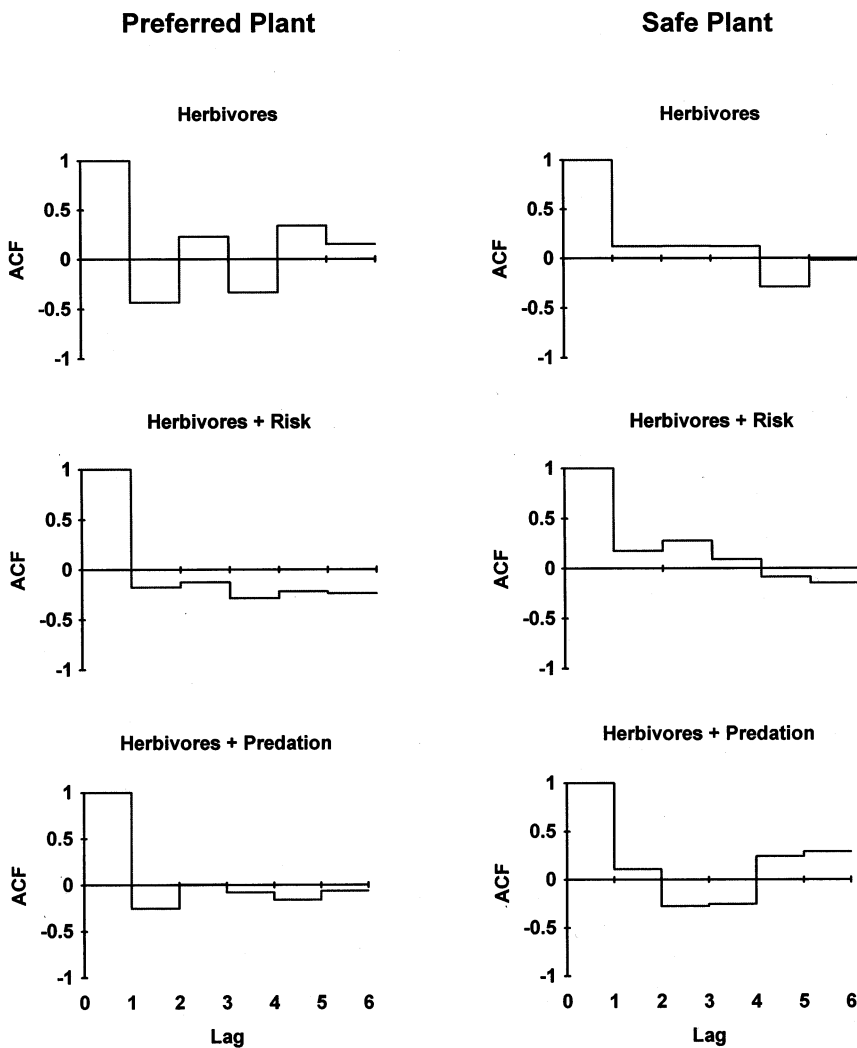 Preferred Plant
Safe Plant
Herbivores
1
0.5
0
-0.5
-1
ACF
Herbivores
1
0.5
0
-0.5
-1
ACF
Herbivores + Risk
1
0.5
0
-0.5
-1
ACF
Herbivores + Risk
1
0.5
0
-0.5
-1
ACF
Herbivores + Predation
1
0.5
0
-0.5
-1
ACF
0 1 2 3 4 5 6
Lag
Herbivores + Predation
1
0.5
0
-0.5
-1
ACF
0 1 2 3 4 5 6
Lag